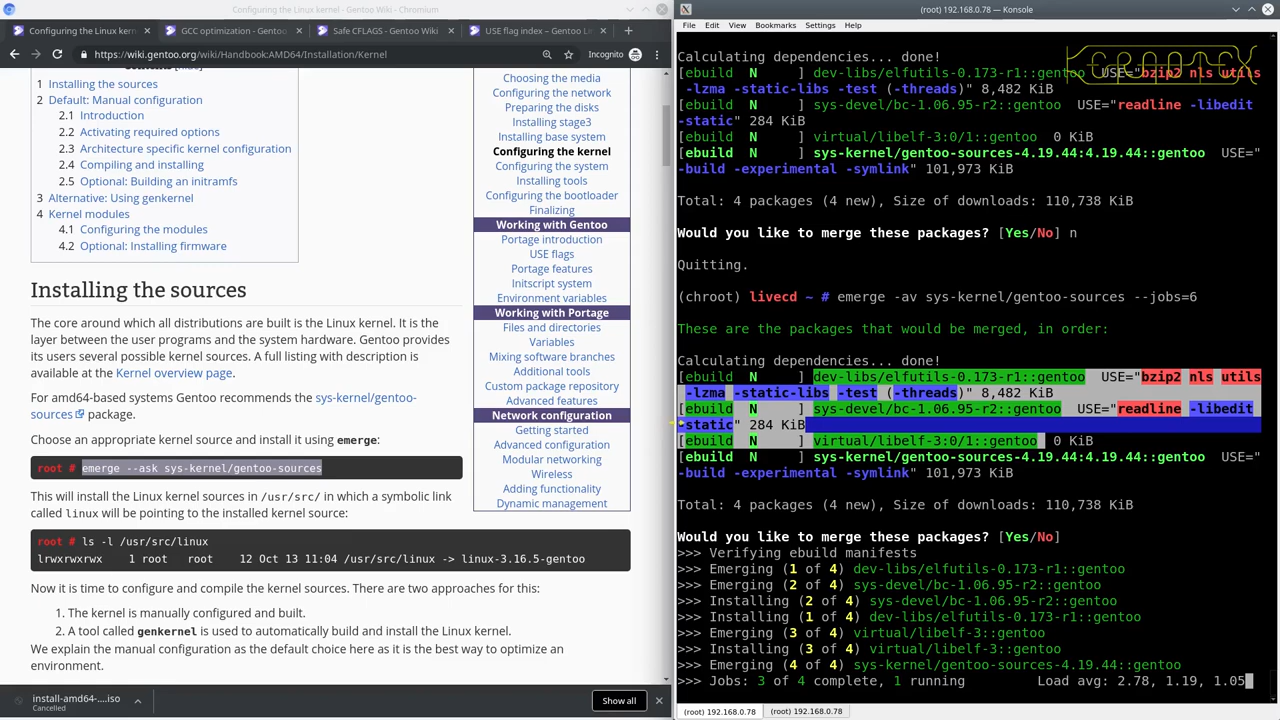 Configuring the Linux kernel - Gentoo Wiki - Chromium
Configuring the Linux kernel
GCC optimization - Gentoo
Safe CFLAGS - Gentoo Wiki
USE flag index – Gentoo Lin
https://wiki.gentoo.org/wiki/Handbook:AMD64/Installation/Kernel
Incognito
1 Installing the sources
2 Default: Manual configuration
2.1 Introduction
2.2 Activating required options
2.3 Architecture specific kernel configuration
2.4 Compiling and installing
2.5 Optional: Building an initramfs
3 Alternative: Using genkernel
4 Kernel modules
4.1 Configuring the modules
4.2 Optional: Installing firmware
Installing the sources
The core around which all distributions are built is the Linux kernel. It is the
layer between the user programs and the system hardware. Gentoo provides
its users several possible kernel sources. A full listing with description is
available at the Kernel overview page.
For amd64-based systems Gentoo recommends the sys-kernel/gentoo-
sources package.
Choose an appropriate kernel source and install it using emerge:
root # emerge --ask sys-kernel/gentoo-sources
This will install the Linux kernel sources in /usr/src/ in which a symbolic link
called linux will be pointing to the installed kernel source:
root # ls -l /usr/src/linux
lrwxrwxrwx 1 root root 12 Oct 13 11:04 /usr/src/linux -> linux-3.16.5-gentoo
Now it is time to configure and compile the kernel sources. There are two approaches for this:
1. The kernel is manually configured and built.
2. A tool called genkernel is used to automatically build and install the Linux kernel.
We explain the manual configuration as the default choice here as it is the best way to optimize an
environment.
Choosing the media
Configuring the network
Preparing the disks
Installing stage3
Installing base system
Configuring the kernel
Configuring the system
Installing tools
Configuring the bootloader
Finalizing
Working with Gentoo
Portage introduction
USE flags
Portage features
Initscript system
Environment variables
Working with Portage
Files and directories
Variables
Mixing software branches
Additional tools
Custom package repository
Advanced features
Network configuration
Getting started
Advanced configuration
Modular networking
Wireless
Adding functionality
Dynamic management
install-amd64-....iso
Cancelled
Show all
(root) 192.168.0.78 — Konsole
File Edit View Bookmarks Settings Help
Calculating dependencies... done!
[ebuild N ] dev-libs/elfutils-0.173-r1::gentoo USE="bzip2 nls utils
-lzma -static-libs -test (-threads)" 8,482 KiB
[ebuild N ] sys-devel/bc-1.06.95-r2::gentoo USE="readline -libedit
-static" 284 KiB
[ebuild N ] virtual/libelf-3:0/1::gentoo 0 KiB
[ebuild N ] sys-kernel/gentoo-sources-4.19.44:4.19.44::gentoo USE="
-build -experimental -symlink" 101,973 KiB
Total: 4 packages (4 new), Size of downloads: 110,738 KiB
Would you like to merge these packages? [Yes/No] n
Quitting.
(chroot) livecd ~ # emerge -av sys-kernel/gentoo-sources --jobs=6
These are the packages that would be merged, in order:
Calculating dependencies... done!
[ebuild N ] dev-libs/elfutils-0.173-r1::gentoo USE="bzip2 nls utils
-lzma -static-libs -test (-threads)" 8,482 KiB
[ebuild N ] sys-devel/bc-1.06.95-r2::gentoo USE="readline -libedit
-static" 284 KiB
[ebuild N ] virtual/libelf-3:0/1::gentoo 0 KiB
[ebuild N ] sys-kernel/gentoo-sources-4.19.44:4.19.44::gentoo USE="
-build -experimental -symlink" 101,973 KiB
Total: 4 packages (4 new), Size of downloads: 110,738 KiB
Would you like to merge these packages? [Yes/No]
>>> Verifying ebuild manifests
>>> Emerging (1 of 4) dev-libs/elfutils-0.173-r1::gentoo
>>> Emerging (2 of 4) sys-devel/bc-1.06.95-r2::gentoo
>>> Installing (2 of 4) sys-devel/bc-1.06.95-r2::gentoo
>>> Installing (1 of 4) dev-libs/elfutils-0.173-r1::gentoo
>>> Emerging (3 of 4) virtual/libelf-3::gentoo
>>> Installing (3 of 4) virtual/libelf-3::gentoo
>>> Emerging (4 of 4) sys-kernel/gentoo-sources-4.19.44::gentoo
>>> Jobs: 3 of 4 complete, 1 running Load avg: 2.78, 1.19, 1.05
(root) 192.168.0.78
(root) 192.168.0.78